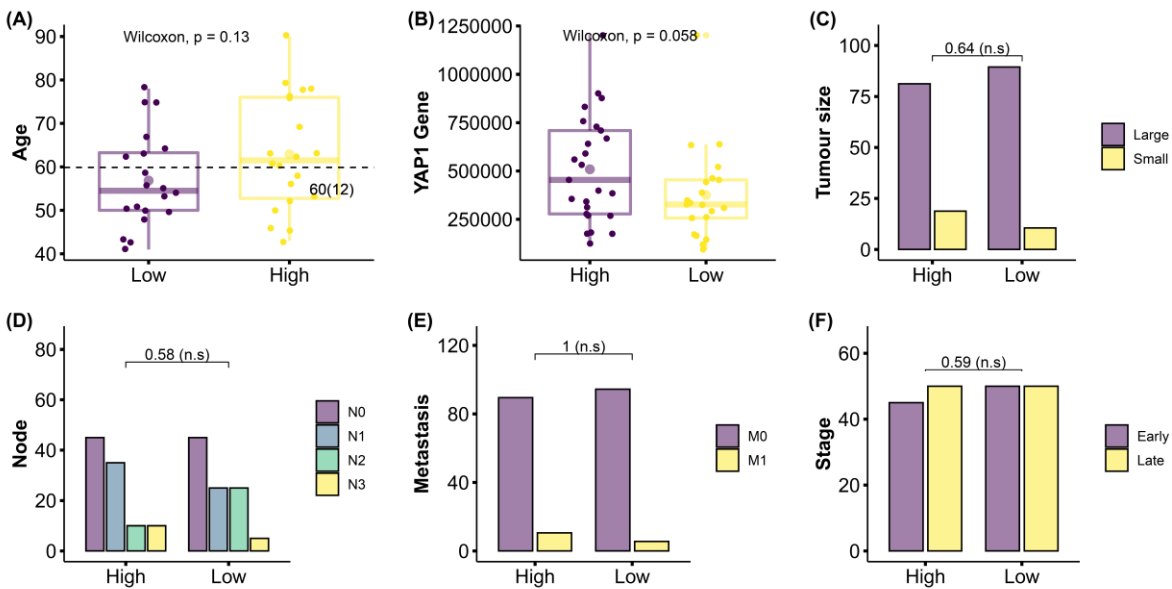 (A)
Age
90
80
70
60
50
40
Wilcoxon, p = 0.13
60(12)
Low
High
(B)
YAP1 Gene
1250000
1000000
750000
500000
250000
Wilcoxon, p = 0.058
High
Low
(C)
Tumour size
100
75
50
25
0
0.64 (n.s)
High
Low
Large
Small
(D)
Node
80
60
40
20
0
0.58 (n.s)
High
Low
N0
N1
N2
N3
(E)
Metastasis
120
80
40
0
1 (n.s)
High
Low
M0
M1
(F)
Stage
60
40
20
0
0.59 (n.s)
High
Low
Early
Late